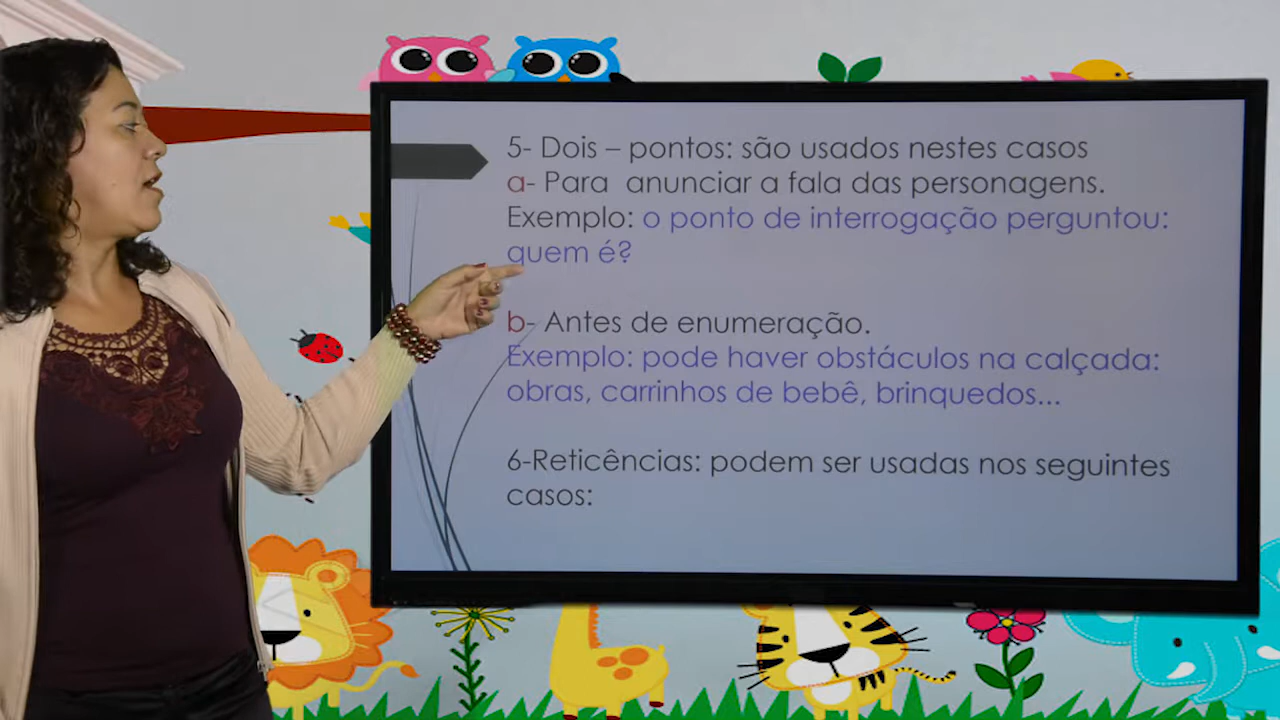 5- Dois – pontos: são usados nestes casos
a- Para anunciar a fala das personagens.
Exemplo: o ponto de interrogação perguntou:
quem é?
b- Antes de enumeração.
Exemplo: pode haver obstáculos na calçada:
obras, carrinhos de bebê, brinquedos...
6-Reticências: podem ser usadas nos seguintes
casos: